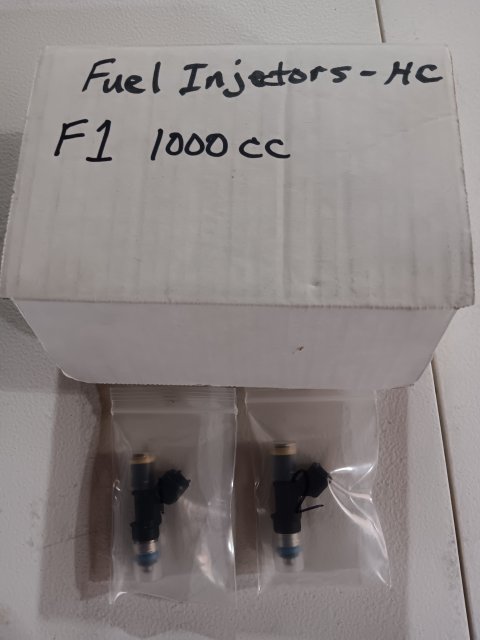 Fuel Injetors - HC
F1 1000cc